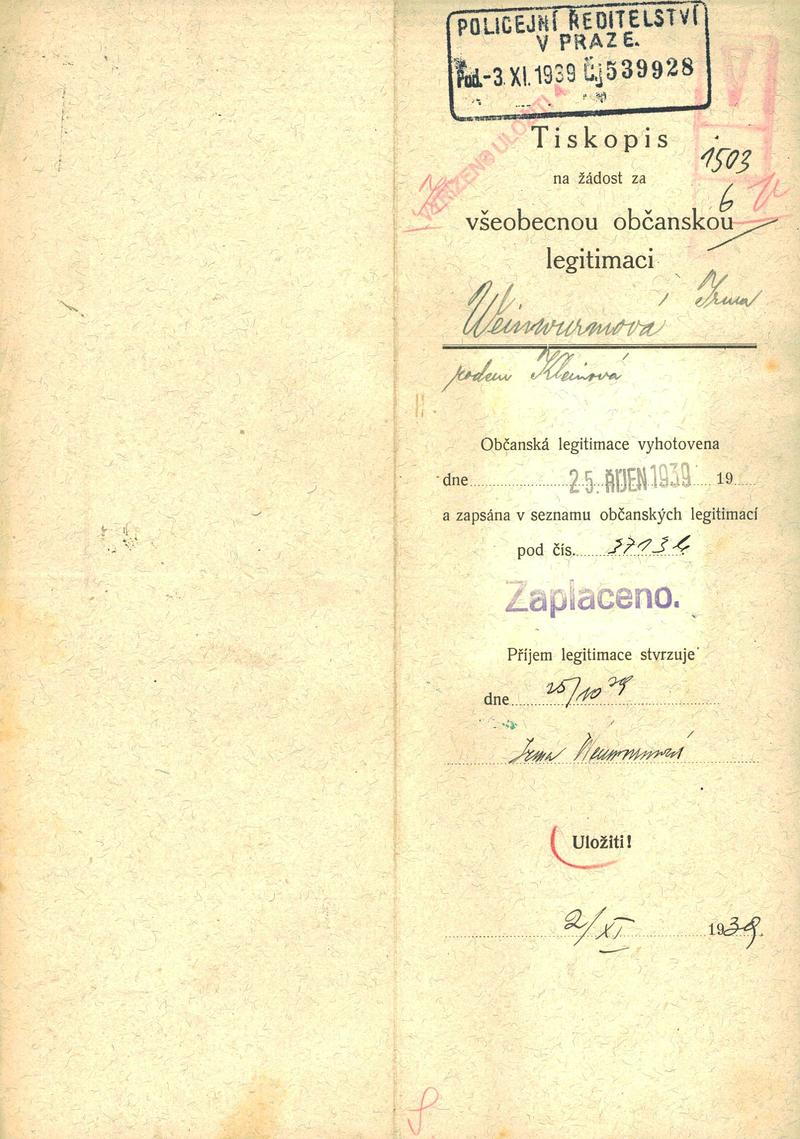 POLICEJNÍ ŘEDITELSTVÍ
V PRAZE.
Pod.-3. XI. 1939 Čj 539928
VYŘÍZENO ULOŽITI
Tiskopis
1503
na žádost za
6
všeobecnou občanskou
legitimaci
Weinwurmová Irma
rodem Kleinová
Občanská legitimace vyhotovena
dne 25. ŘÍJEN 1939 19
a zapsána v seznamu občanských legitimací
pod čís.
Zaplaceno.
Příjem legitimace stvrzuje
dne 25/10 39
Irma Weinwurmová
Uložiti!
2/XI 1939.